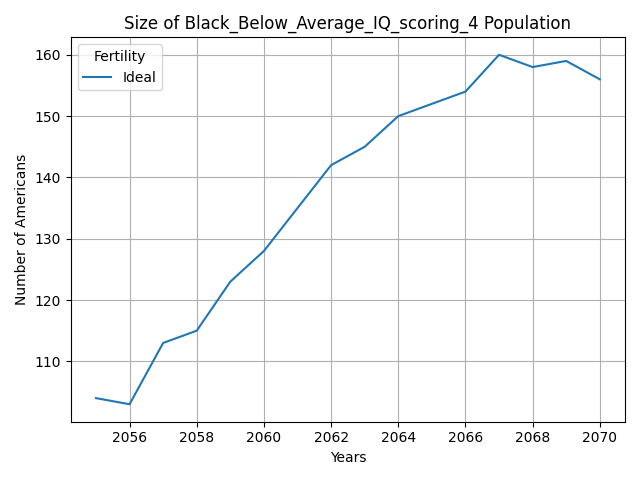 Size of Black_Below_Average_IQ_scoring_4 Population
Fertility
Ideal
160
150
140
130
120
110
Number of Americans
2056 2058 2060 2062 2064 2066 2068 2070
Years